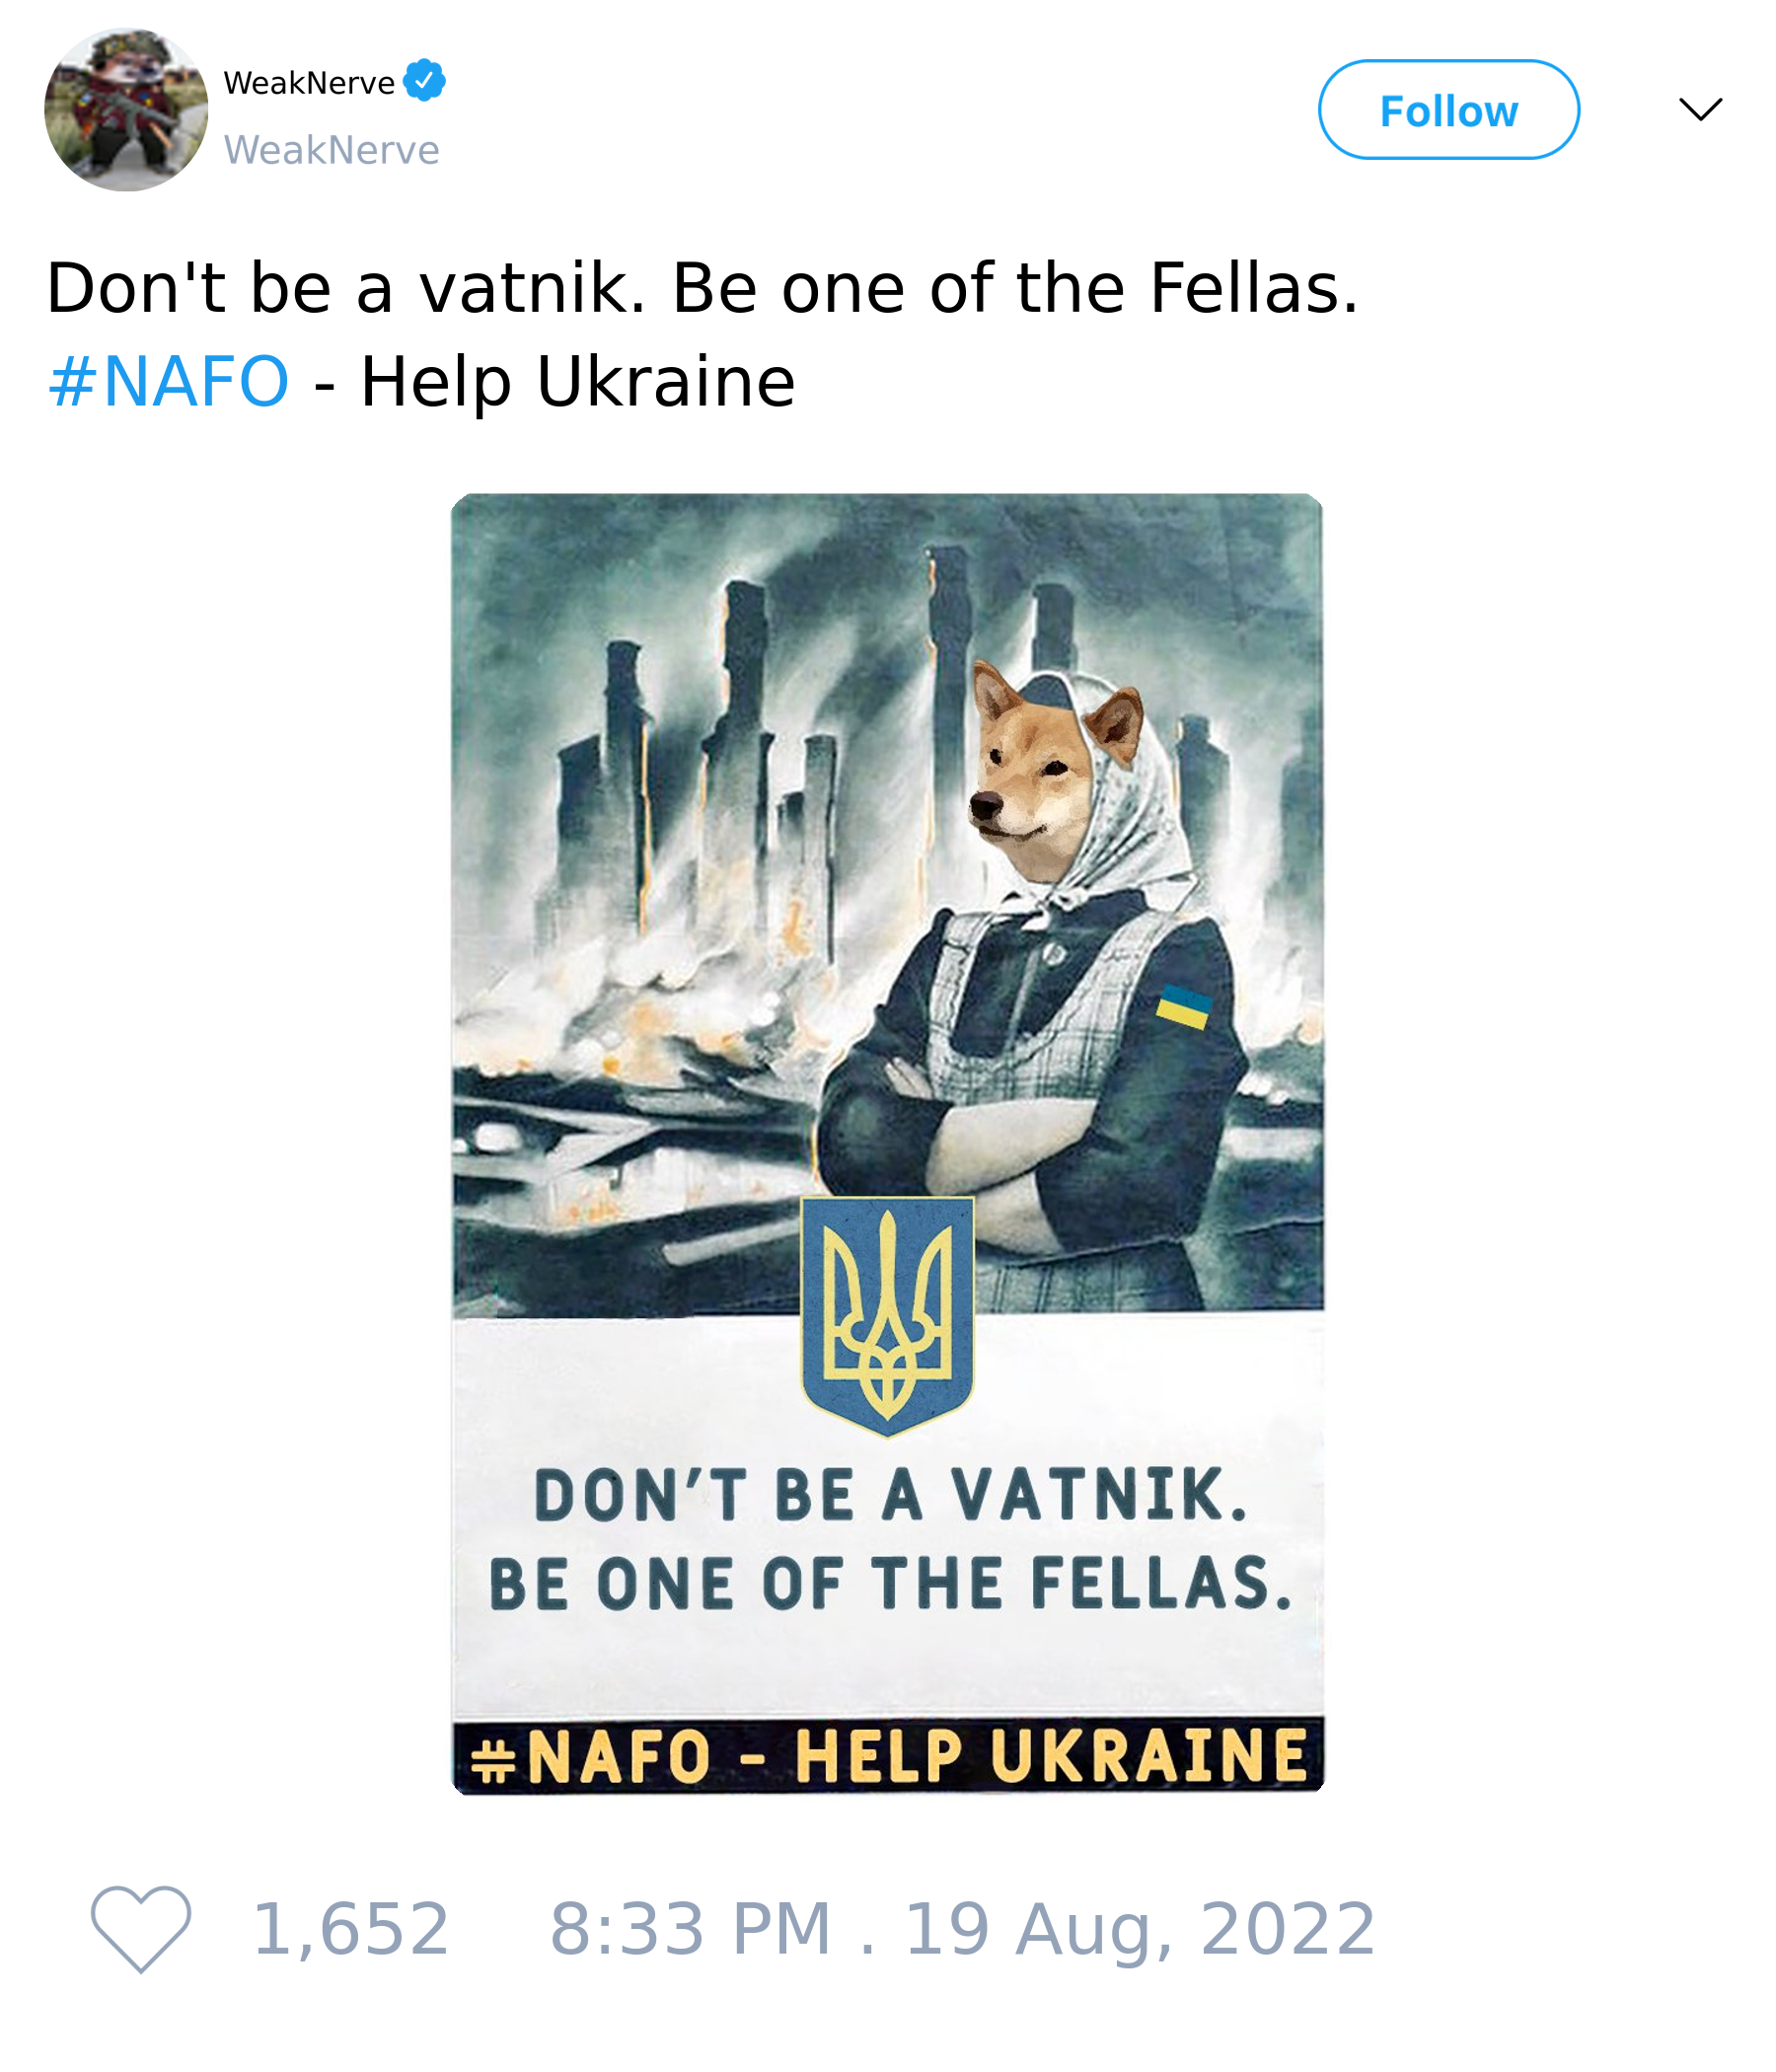 WeakNerve
WeakNerve
Follow
Don't be a vatnik. Be one of the Fellas.
#NAFO - Help Ukraine
DON'T BE A VATNIK.
BE ONE OF THE FELLAS.
#NAFO - HELP UKRAINE
1,652 8:33 PM . 19 Aug, 2022